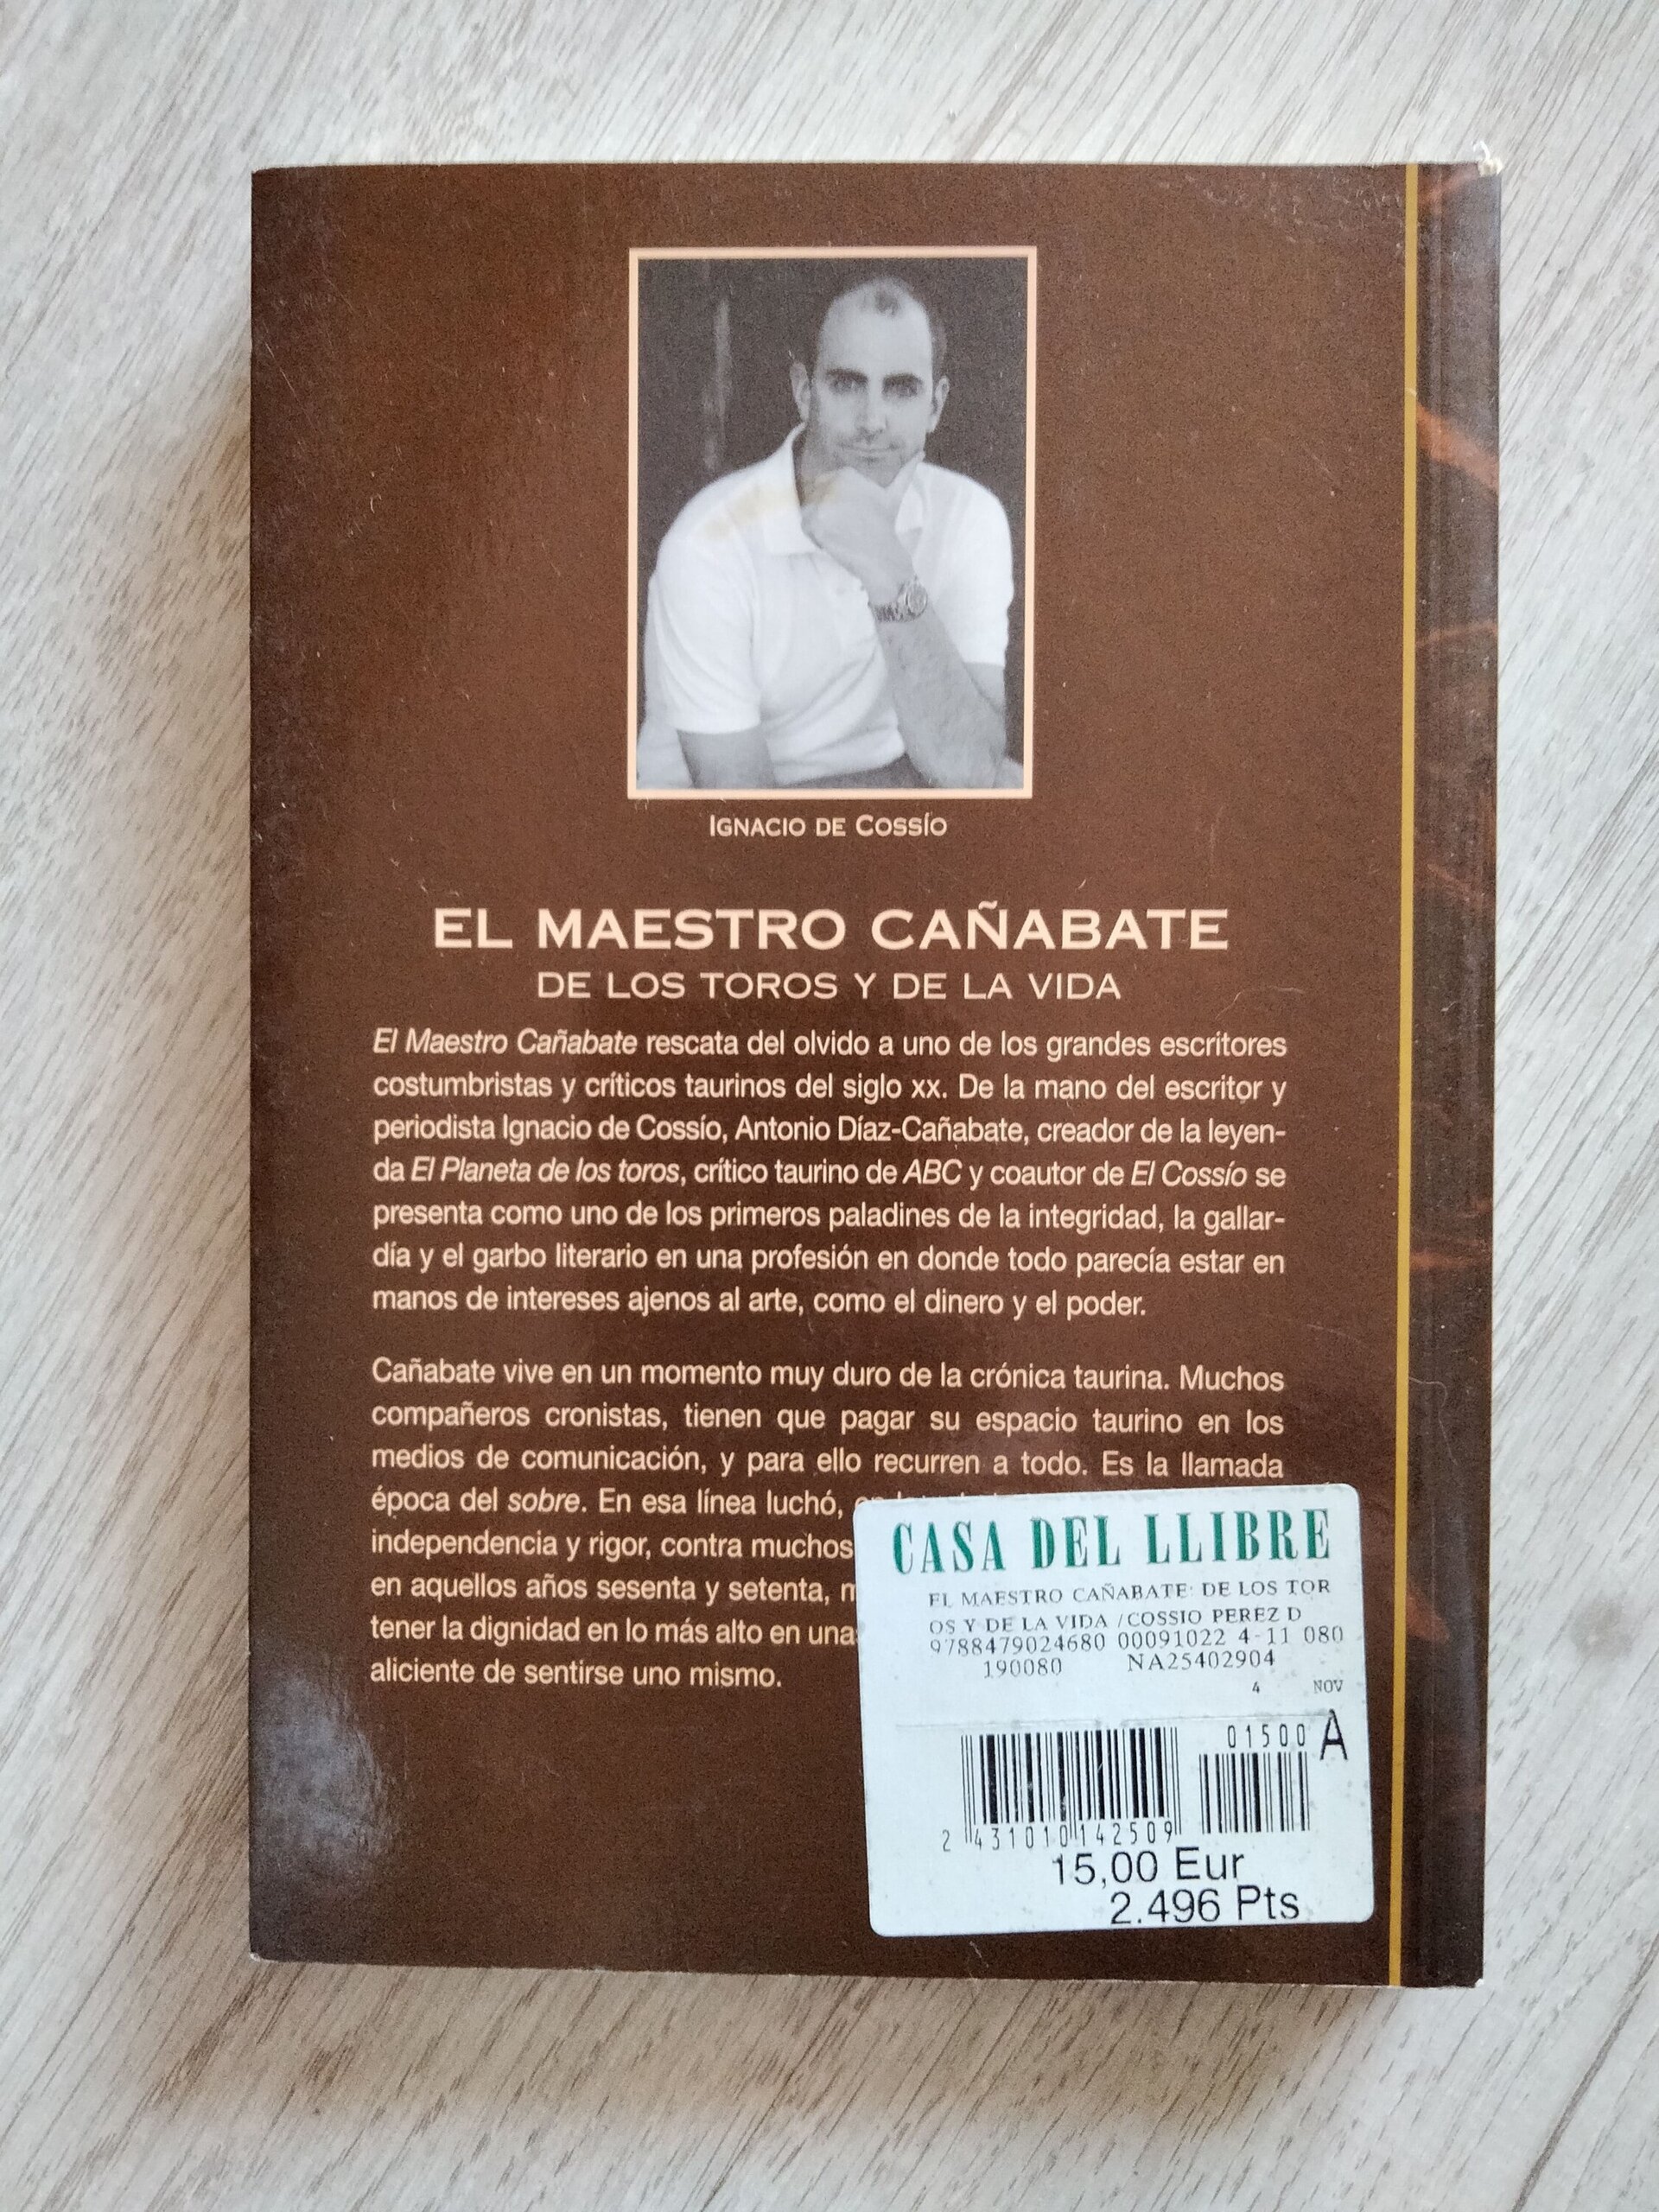 IGNACIO DE COSSÍO
EL MAESTRO CAÑABATE
DE LOS TOROS Y DE LA VIDA
El Maestro Cañabate rescata del olvido a uno de los grandes escritores
costumbristas y críticos taurinos del siglo XX. De la mano del escritor y
periodista Ignacio de Cossío, Antonio Díaz-Cañabate, creador de la leyen-
da El Planeta de los toros, crítico taurino de ABC y coautor de El Cossío se
presenta como uno de los primeros paladines de la integridad, la gallar-
día y el garbo literario en una profesión en donde todo parecía estar en
manos de intereses ajenos al arte, como el dinero y el poder.
Cañabate vive en un momento muy duro de la crónica taurina. Muchos
compañeros cronistas, tienen que pagar su espacio taurino en los
medios de comunicación, y para ello recurren a todo. Es la llamada
época del sobre. En esa línea luchó,
independencia y rigor, contra muchos
en aquellos años sesenta y setenta,
tener la dignidad en lo más alto en unas
aliciente de sentirse uno mismo.
CASA DEL LLIBRE
EL MAESTRO CAÑABATE: DE LOS TOR
OS Y DE LA VIDA /COSSIO PEREZ D
9788479024680 00091022 4-11 080
190080 NA25402904
4 NOV
01500 A
2 431010 142509
15,00 Eur
2.496 Pts